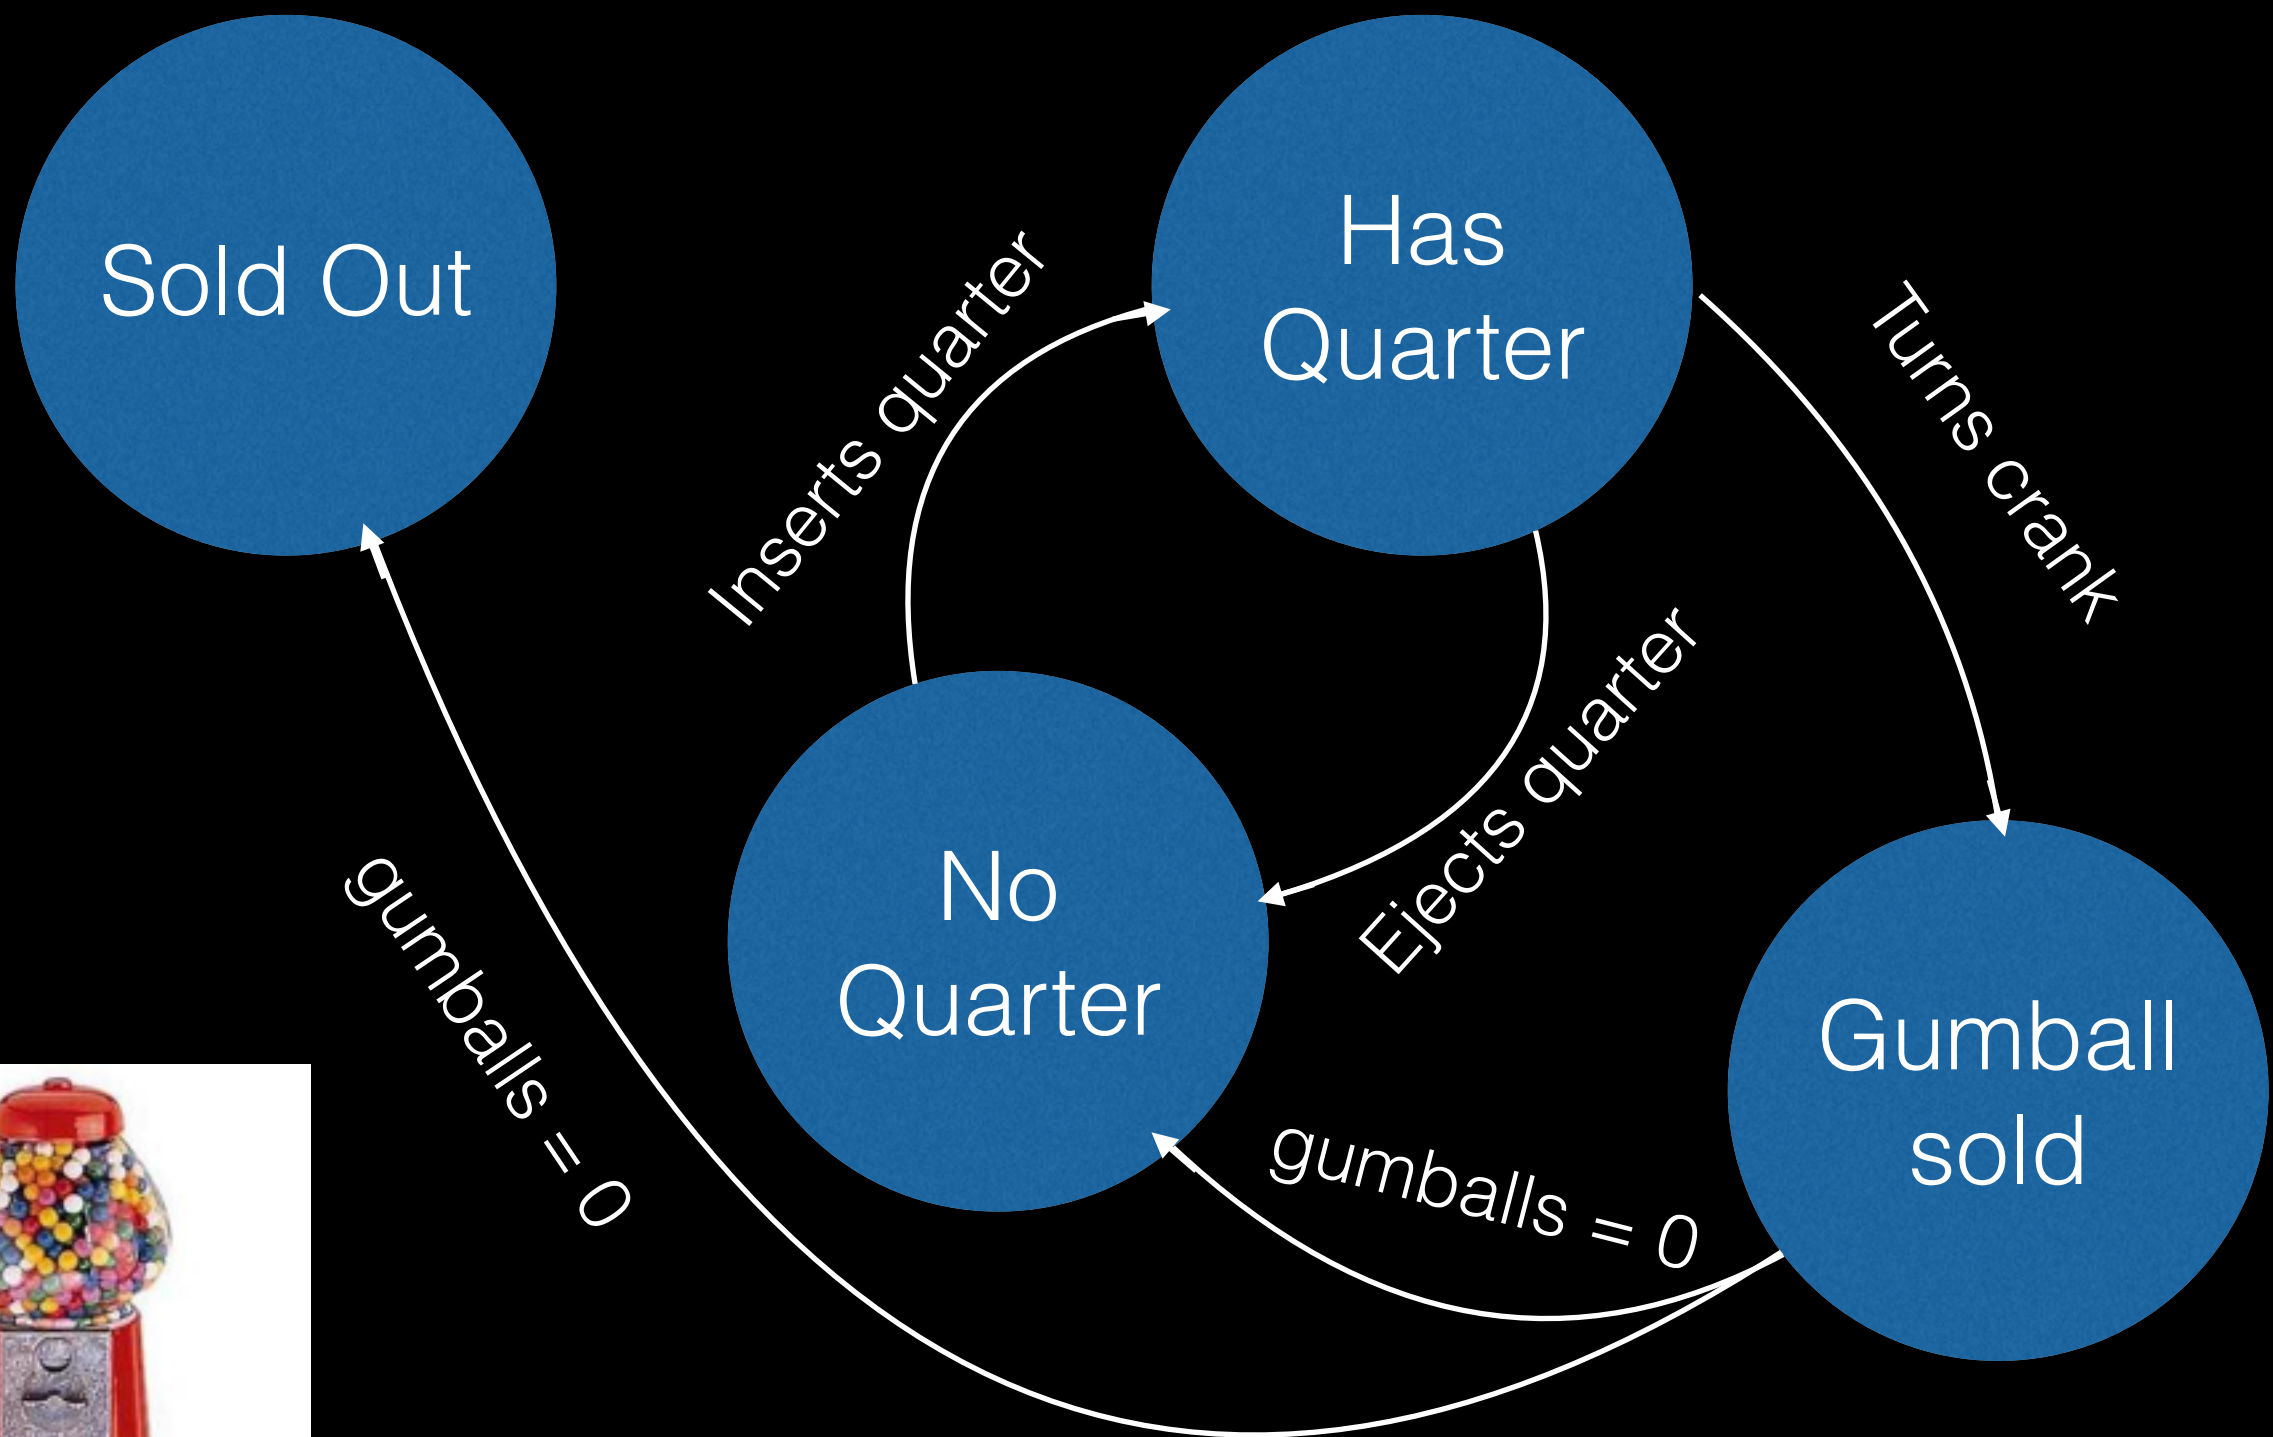 Sold Out
Has
Quarter
Inserts quarter
Turns crank
Ejects quarter
No
Quarter
gumballs = 0
Gumball
sold
gumballs = 0